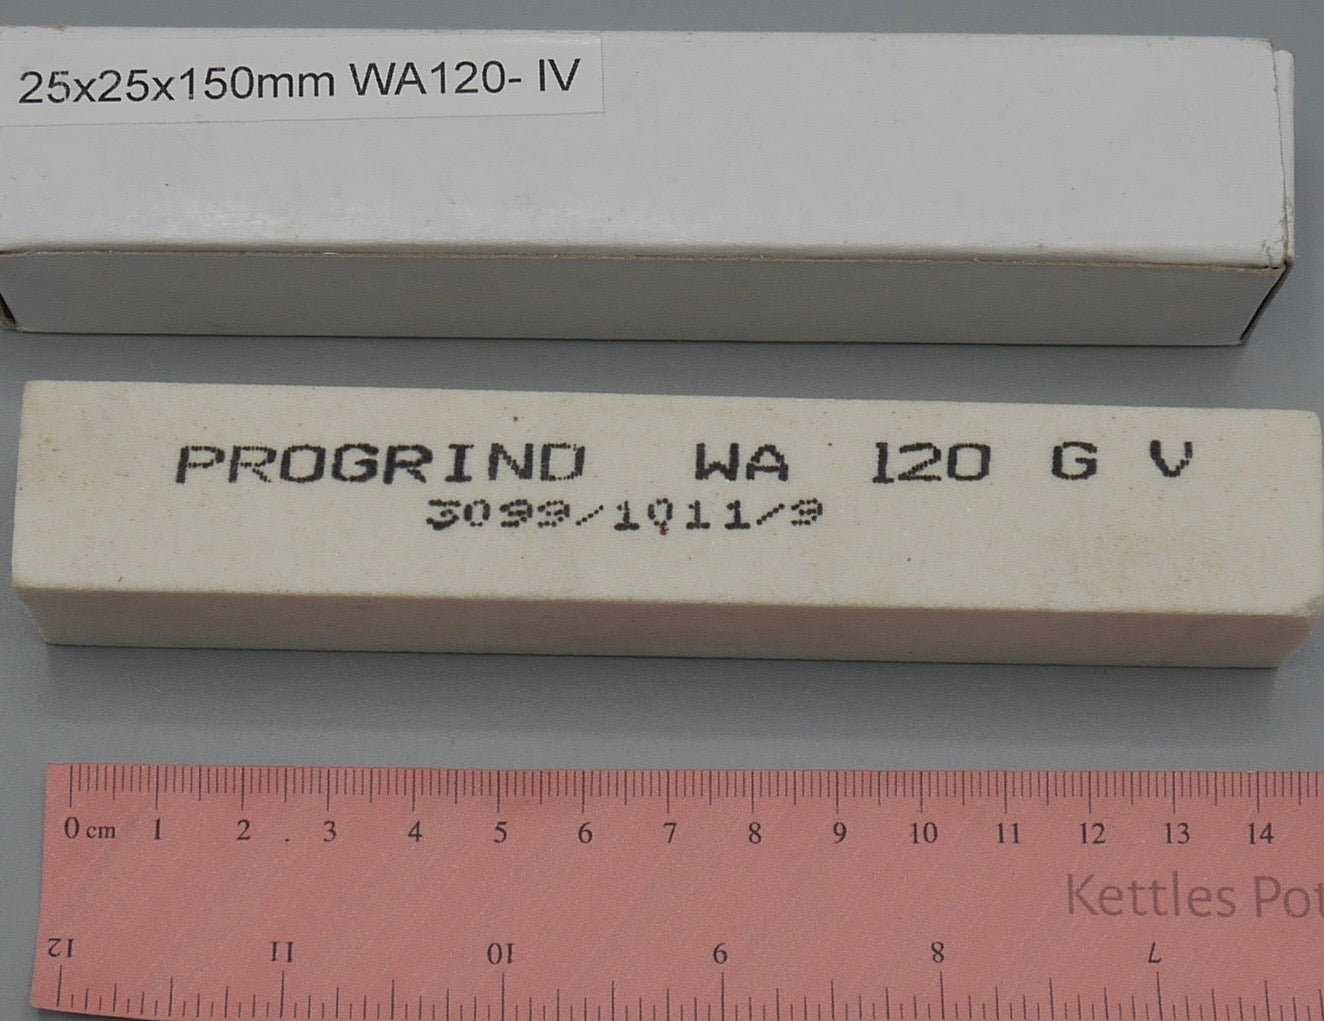 25x25x150mm WA120- IV
PROGRIND WA 120 G V
3099/1011/9
0 cm 1 2 3 4 5 6 7 8 9 10 11 12 13 14
Kettles Pot
12 11 10 9 8 7